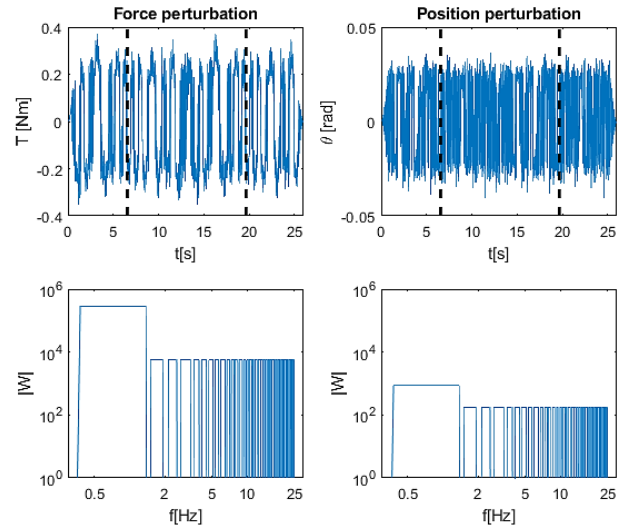 Force perturbation
T [Nm]
0.4
0.2
0
-0.2
-0.4
0 5 10 15 20 25
t[s]
Position perturbation
θ [rad]
0.05
0
-0.05
0 5 10 15 20 25
t[s]
|W|
10^6
10^4
10^2
10^0
0.5 2 5 10 25
f[Hz]
|W|
10^6
10^4
10^2
10^0
0.5 2 5 10 25
f[Hz]